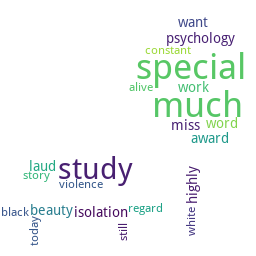 want
psychology
constant
special
alive work
much
miss word
award
laud study
story
violence
highly
black beauty isolation regard
white
today
still